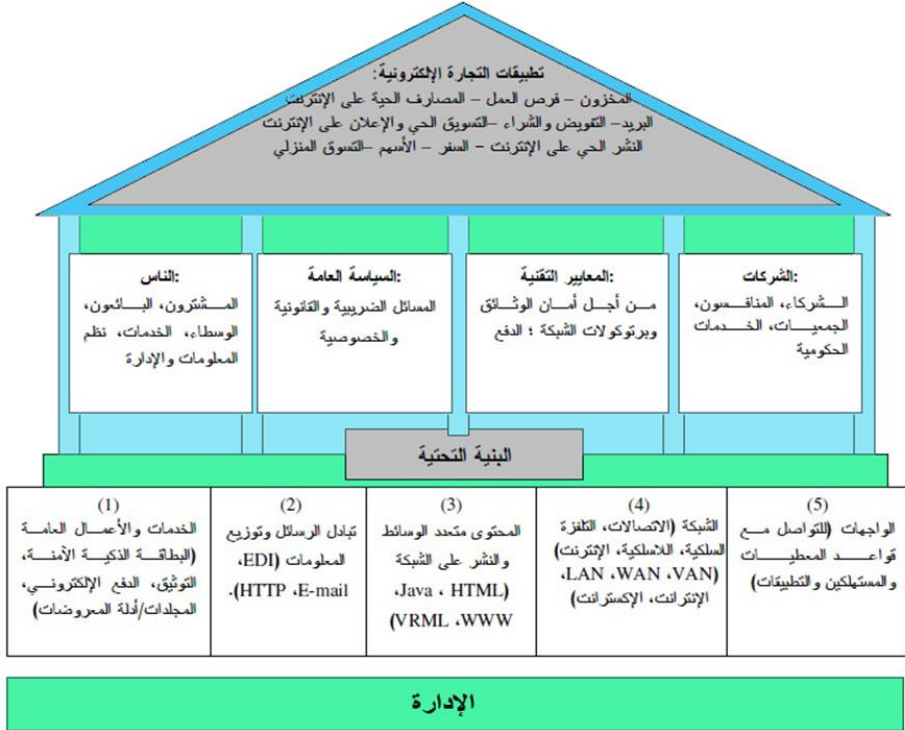 تطبيقات التجارة الإلكترونية:
المخزون – فرص العمل – المصارف الحية على الإنترنت
البريد– التفويض والشراء –التسويق الحي والإعلان على الإنترنت
النشر الحي على الإنترنت – السفر – الأسهم –التسوق المنزلي
الشركات:
الشركاء، المنافسون،
الجمعيات، الخدمات
الحكومية
المعايير التقنية:
من أجل أمان الوثائق
وبرتوكولات الشبكة ؛ الدفع
السياسة العامة:
المسائل الضريبية والقانونية
والخصوصية
الناس:
المشترون، البائعون،
الوسطاء، الخدمات، نظم
المعلومات والإدارة
البنية التحتية
(5)
الواجهات (للتواصل مع
قواعد المعطيات
والمستهلكين والتطبيقات)
(4)
الشبكة (الاتصالات، التلفزة
السلكية، اللاسلكية، الإنترنت)
(LAN ،WAN ،VAN،
الإنترانت، الإكسترانت)
(3)
المحتوى متعدد الوسائط
والنشر على الشبكة
(Java ، HTML،
VRML ،WWW)
(2)
تبادل الرسائل وتوزيع
المعلومات (EDI،
HTTP ،E-mail).
(1)
الخدمات والأعمال العامة
(البطاقة الذكية الآمنة،
التوثيق، الدفع الإلكتروني،
المجلدات/أدلة المعروضات)
الإدارة